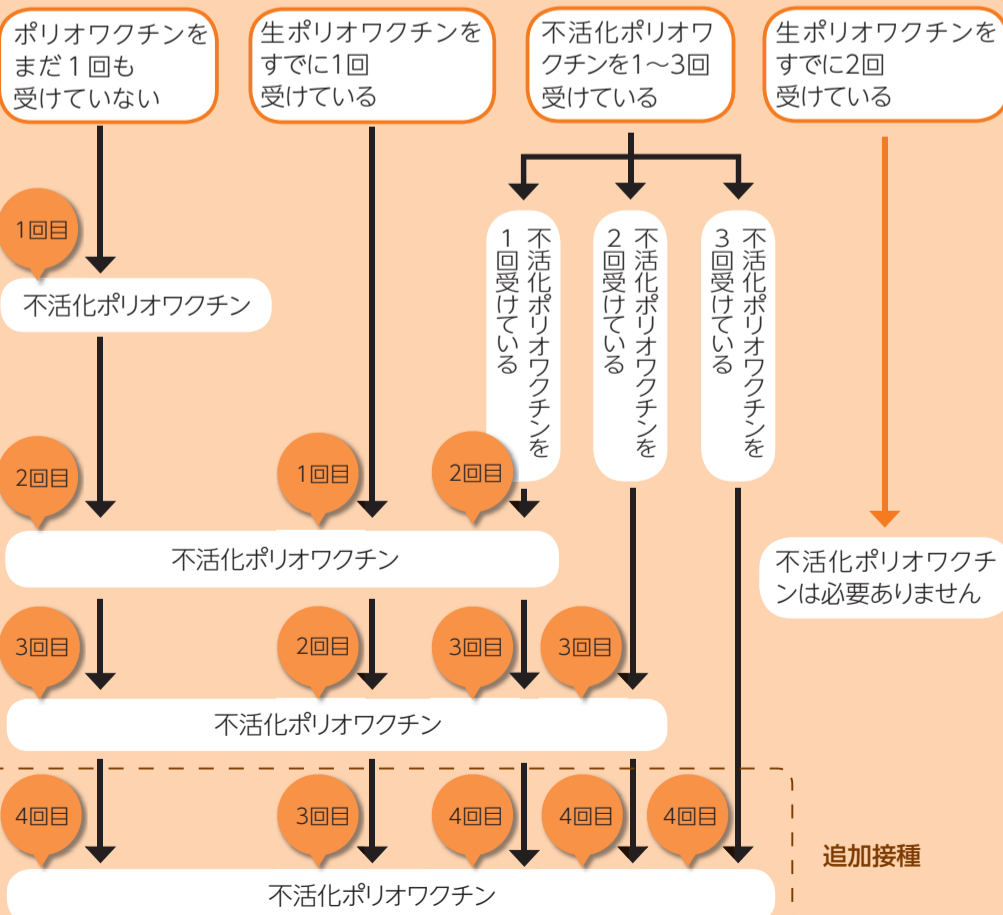 ポリオワクチンを
まだ1回も
受けていない
生ポリオワクチンを
すでに1回
受けている
不活化ポリオワ
クチンを1～3回
受けている
生ポリオワクチンを
すでに2回
受けている
1回目
不活化ポリオワクチン
不活化ポリオワクチンを
1回受けている
不活化ポリオワクチンを
2回受けている
不活化ポリオワクチンを
3回受けている
2回目
1回目
2回目
不活化ポリオワクチン
不活化ポリオワクチ
ンは必要ありません
3回目
2回目
3回目
3回目
不活化ポリオワクチン
4回目
3回目
4回目
4回目
4回目
追加接種
不活化ポリオワクチン